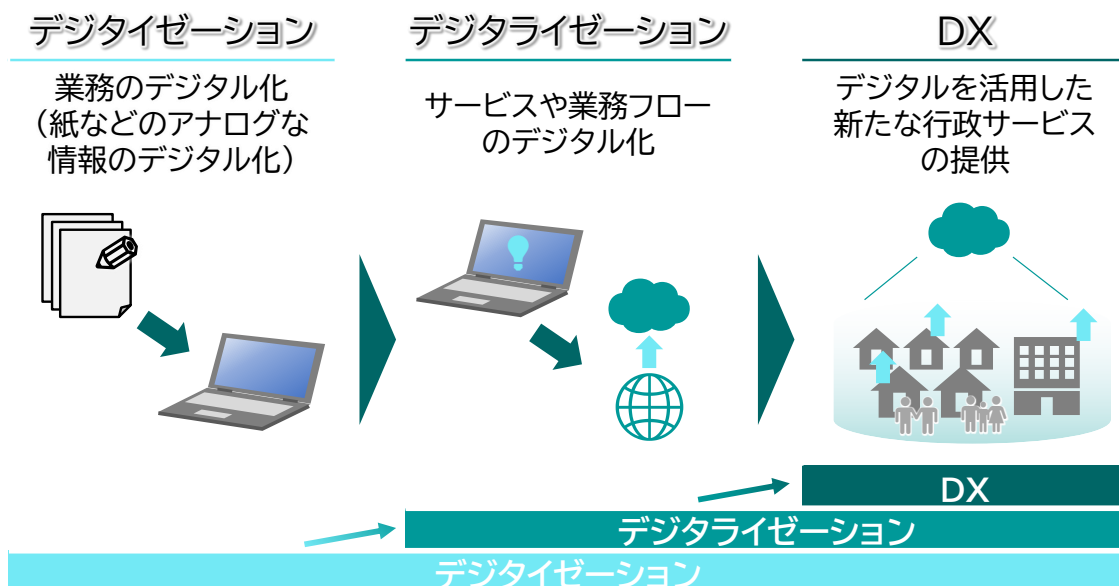 デジタイゼーション
業務のデジタル化
（紙などのアナログな
情報のデジタル化）
デジタライゼーション
サービスや業務フロー
のデジタル化
DX
デジタルを活用した
新たな行政サービス
の提供
DX
デジタライゼーション
デジタイゼーション